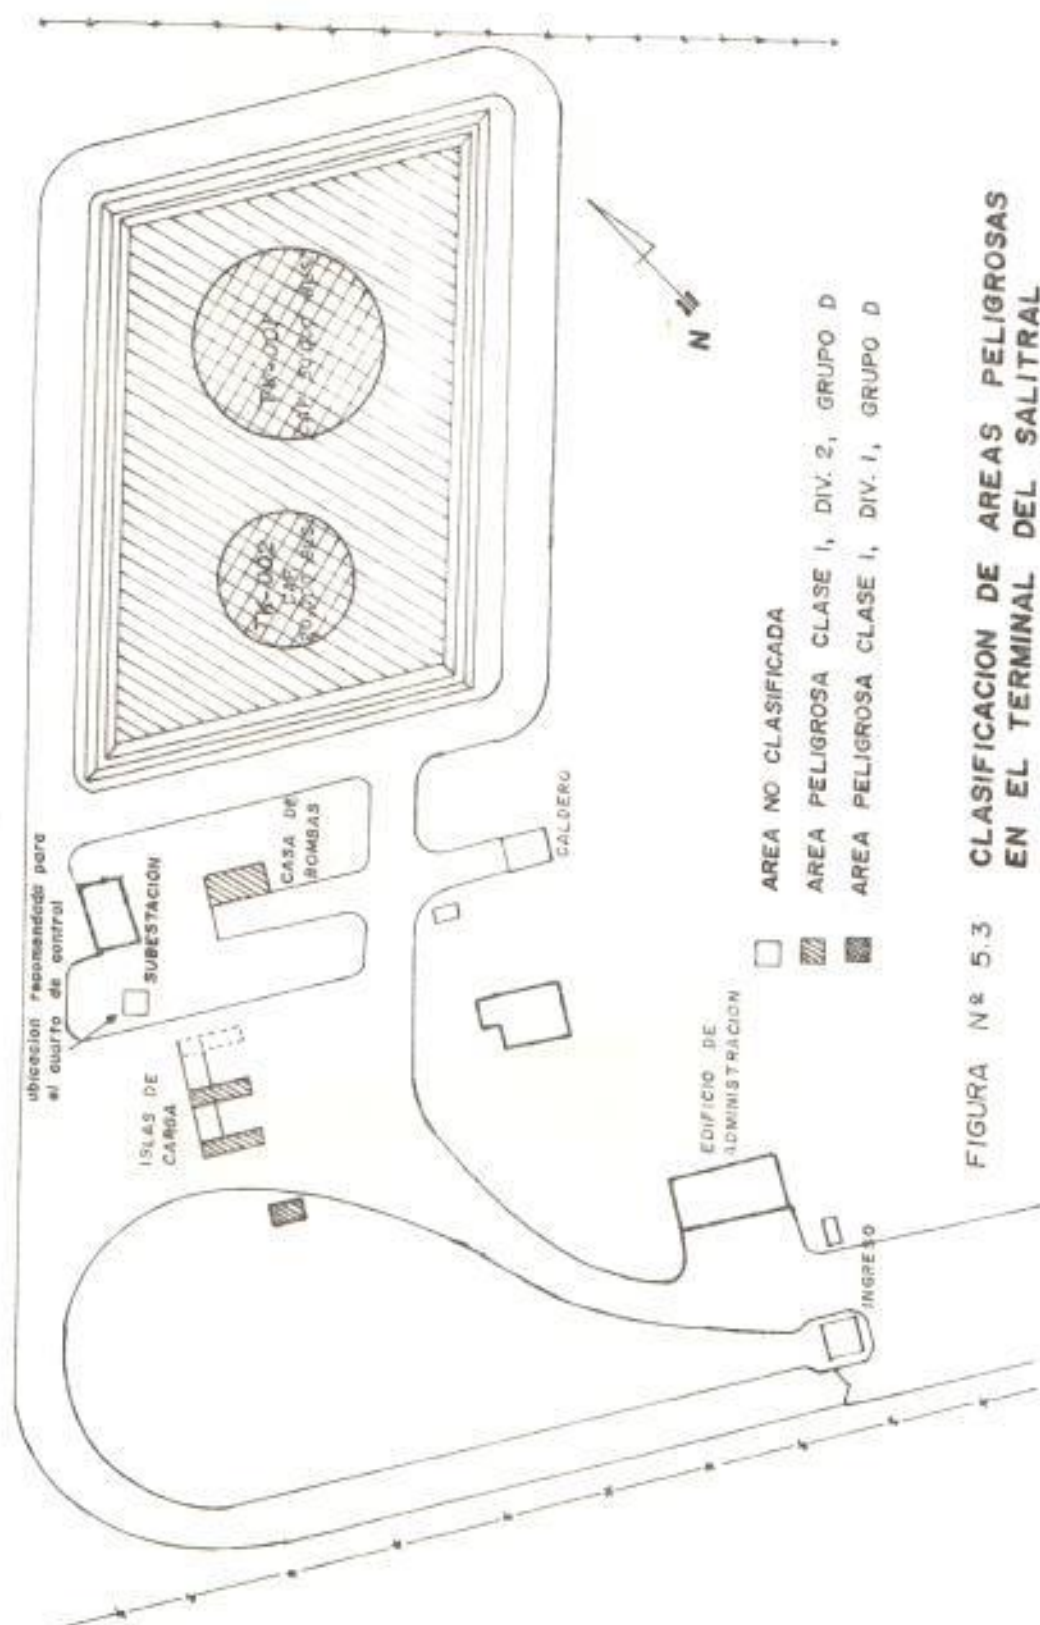 ubicacion recomendada para
el cuarto de control
SUBESTACION
CASA DE
BOMBAS
ISLAS DE
CARGA
TK-002
CAP.
TK-001
CALDERO
EDIFICIO DE
ADMINISTRACION
INGRESO
N
AREA NO CLASIFICADA
AREA PELIGROSA CLASE I, DIV. 2, GRUPO D
AREA PELIGROSA CLASE I, DIV. I, GRUPO D
FIGURA Nº 5.3 CLASIFICACION DE AREAS PELIGROSAS
EN EL TERMINAL DEL SALITRAL